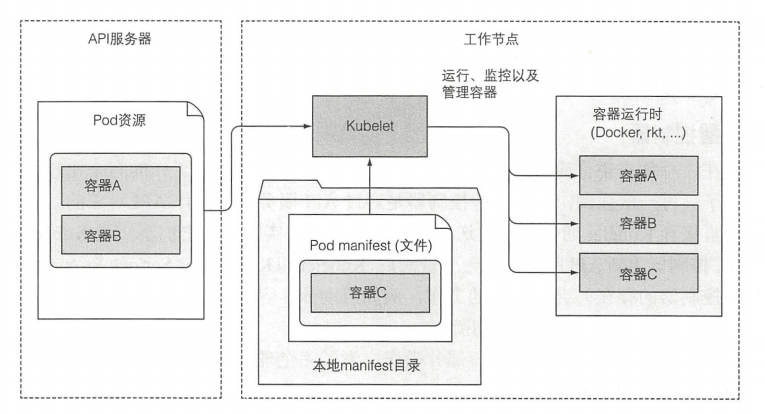 API服务器
Pod资源
容器A
容器B
工作节点
Kubelet
运行、监控以及
管理容器
Pod manifest (文件)
容器C
本地manifest目录
容器运行时
(Docker, rkt, ...)
容器A
容器B
容器C